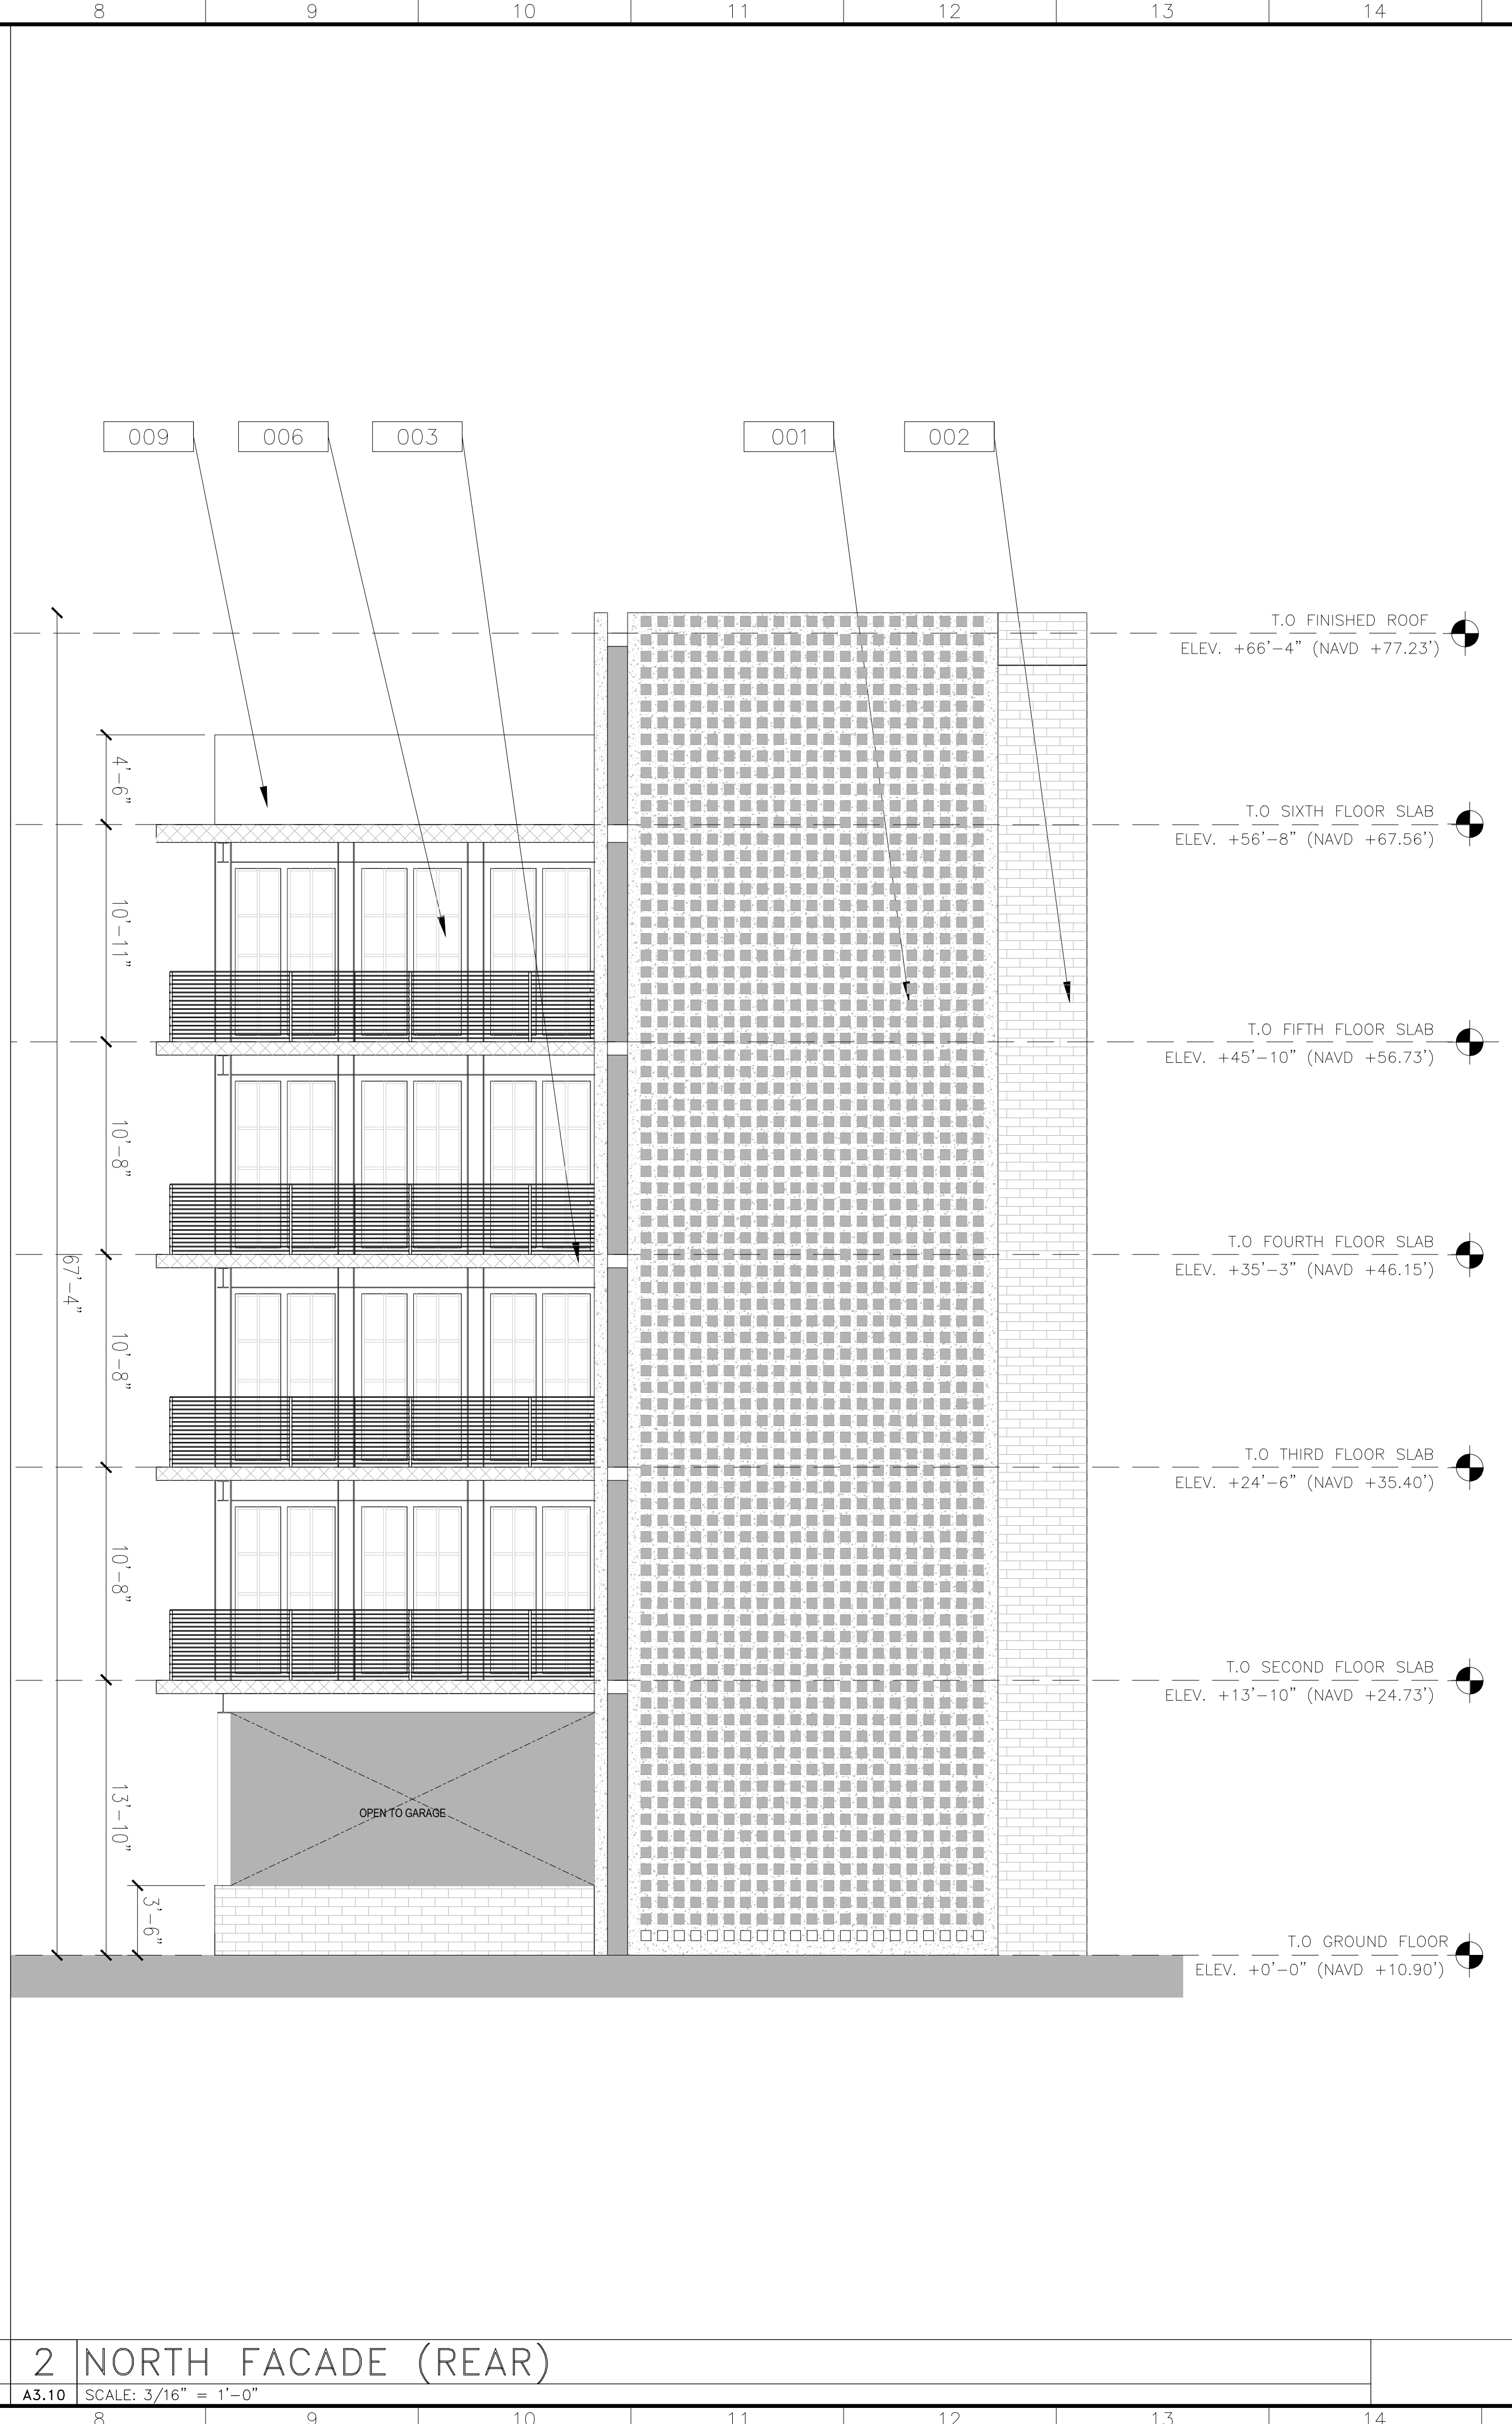 8 9 10 11 12 13 14
009 006 003 001 002
T.O FINISHED ROOF
ELEV. +66'-4" (NAVD +77.23')
4'-6"
T.O SIXTH FLOOR SLAB
ELEV. +56'-8" (NAVD +67.56')
10'-11"
T.O FIFTH FLOOR SLAB
ELEV. +45'-10" (NAVD +56.73')
10'-8"
T.O FOURTH FLOOR SLAB
ELEV. +35'-3" (NAVD +46.15')
67'-4"
10'-8"
T.O THIRD FLOOR SLAB
ELEV. +24'-6" (NAVD +35.40')
10'-8"
T.O SECOND FLOOR SLAB
ELEV. +13'-10" (NAVD +24.73')
13'-10"
OPEN TO GARAGE
3'-6"
T.O GROUND FLOOR
ELEV. +0'-0" (NAVD +10.90')
2 NORTH FACADE (REAR)
A3.10 SCALE: 3/16" = 1'-0"
8 9 10 11 12 13 14